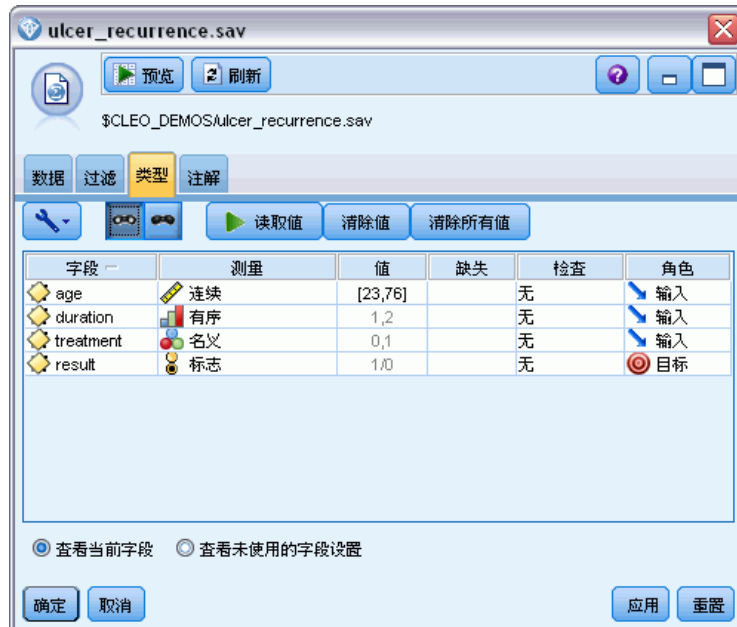 ulcer_recurrence.sav
预览 刷新
$CLEO_DEMOS/ulcer_recurrence.sav
数据 过滤 类型 注解
读取值 清除值 清除所有值
字段 测量 值 缺失 检查 角色
age 连续 [23,76] 无 输入
duration 有序 1,2 无 输入
treatment 名义 0,1 无 输入
result 标志 1/0 无 目标
查看当前字段 查看未使用的字段设置
确定 取消 应用 重置